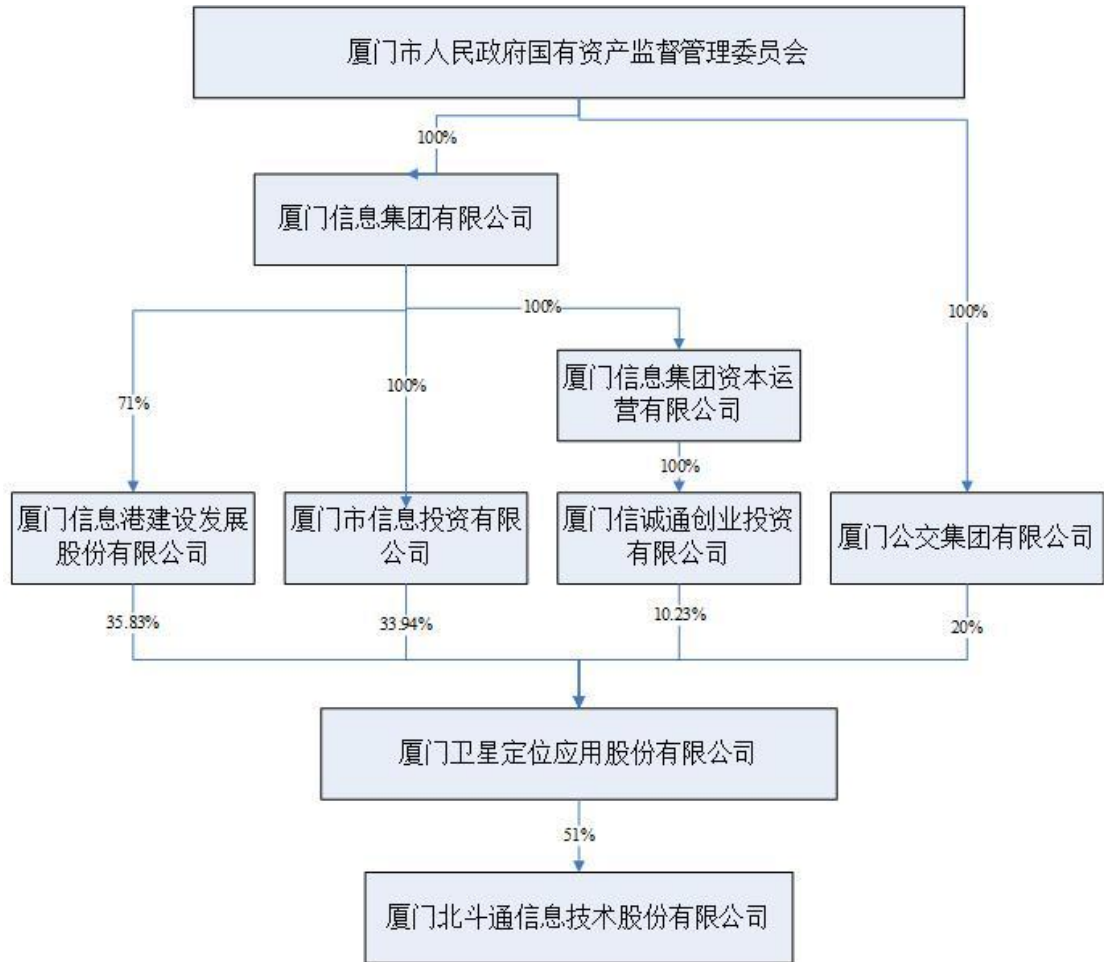 厦门市人民政府国有资产监督管理委员会
100%
厦门信息集团有限公司
100%
100%
厦门信息集团资本运
营有限公司
100%
71%
100%
厦门信息港建设发展
股份有限公司
厦门市信息投资有限
公司
厦门信诚通创业投资
有限公司
厦门公交集团有限公司
35.83%
33.94%
10.23%
20%
厦门卫星定位应用股份有限公司
51%
厦门北斗通信息技术股份有限公司